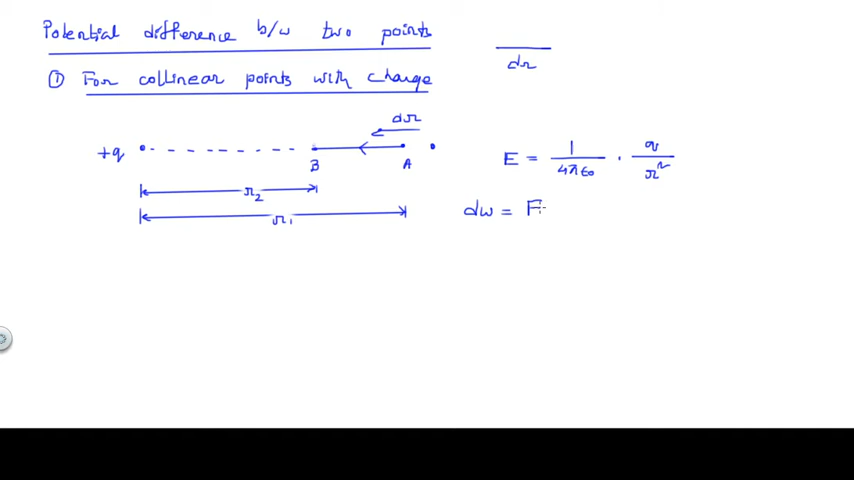 Potential difference b/w two points
dr
① For collinear points with charge
dr
+q
B
A
E = 1/4πε₀ · q/r²
r₂
r₁
dw = F.